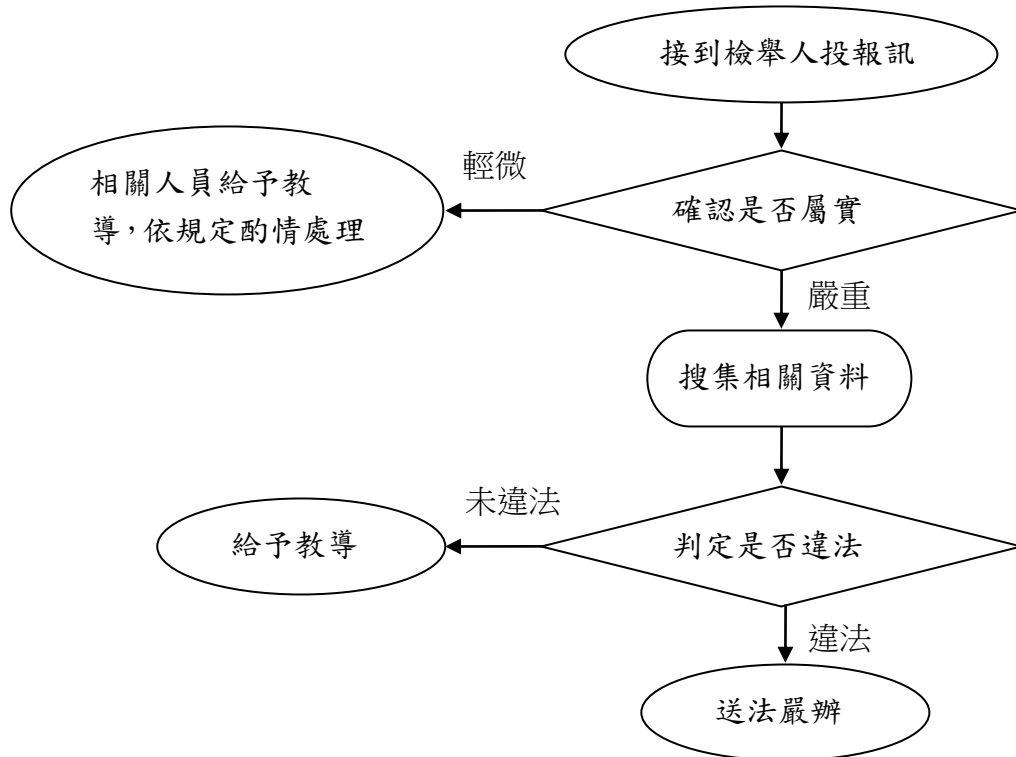 接到檢舉人投報訊
輕微
相關人員給予教
導，依規定酌情處理
確認是否屬實
嚴重
搜集相關資料
未違法
給予教導
判定是否違法
違法
送法嚴辦